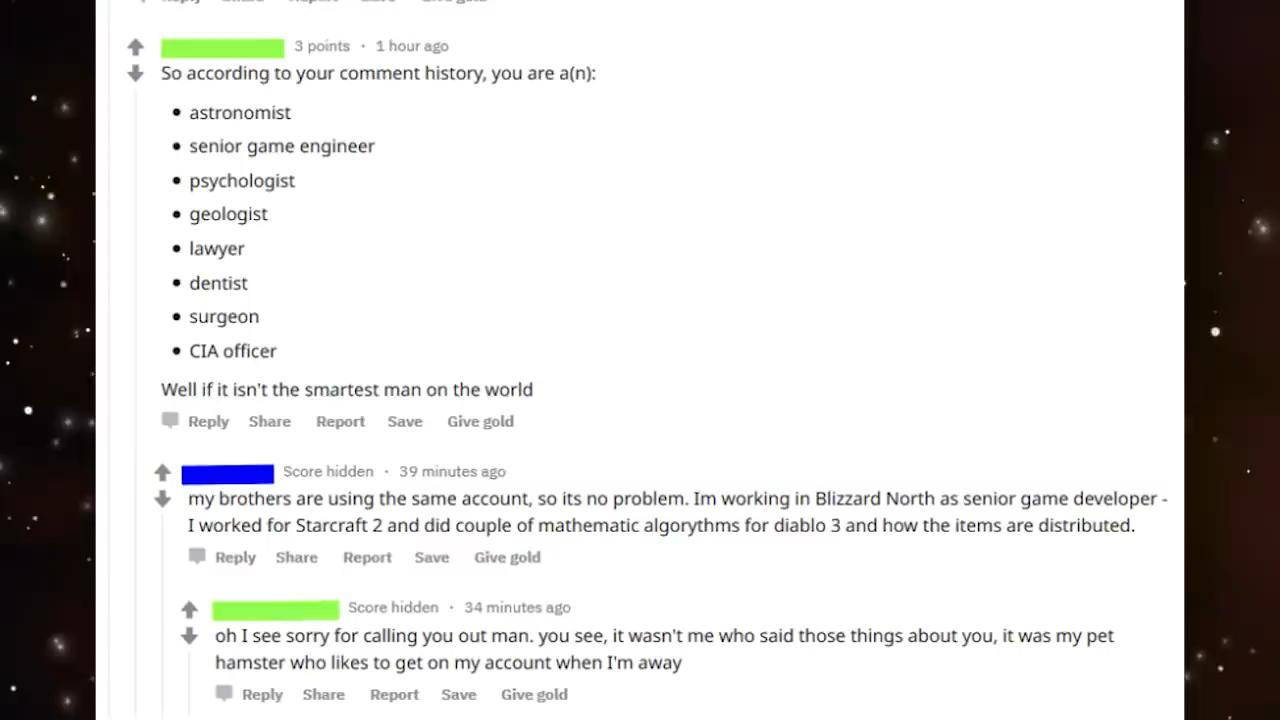 3 points · 1 hour ago
So according to your comment history, you are a(n):
• astronomist
• senior game engineer
• psychologist
• geologist
• lawyer
• dentist
• surgeon
• CIA officer
Well if it isn't the smartest man on the world
Reply Share Report Save Give gold
Score hidden · 39 minutes ago
my brothers are using the same account, so its no problem. Im working in Blizzard North as senior game developer -
I worked for Starcraft 2 and did couple of mathematic algorythms for diablo 3 and how the items are distributed.
Reply Share Report Save Give gold
Score hidden · 34 minutes ago
oh I see sorry for calling you out man. you see, it wasn't me who said those things about you, it was my pet
hamster who likes to get on my account when I'm away
Reply Share Report Save Give gold